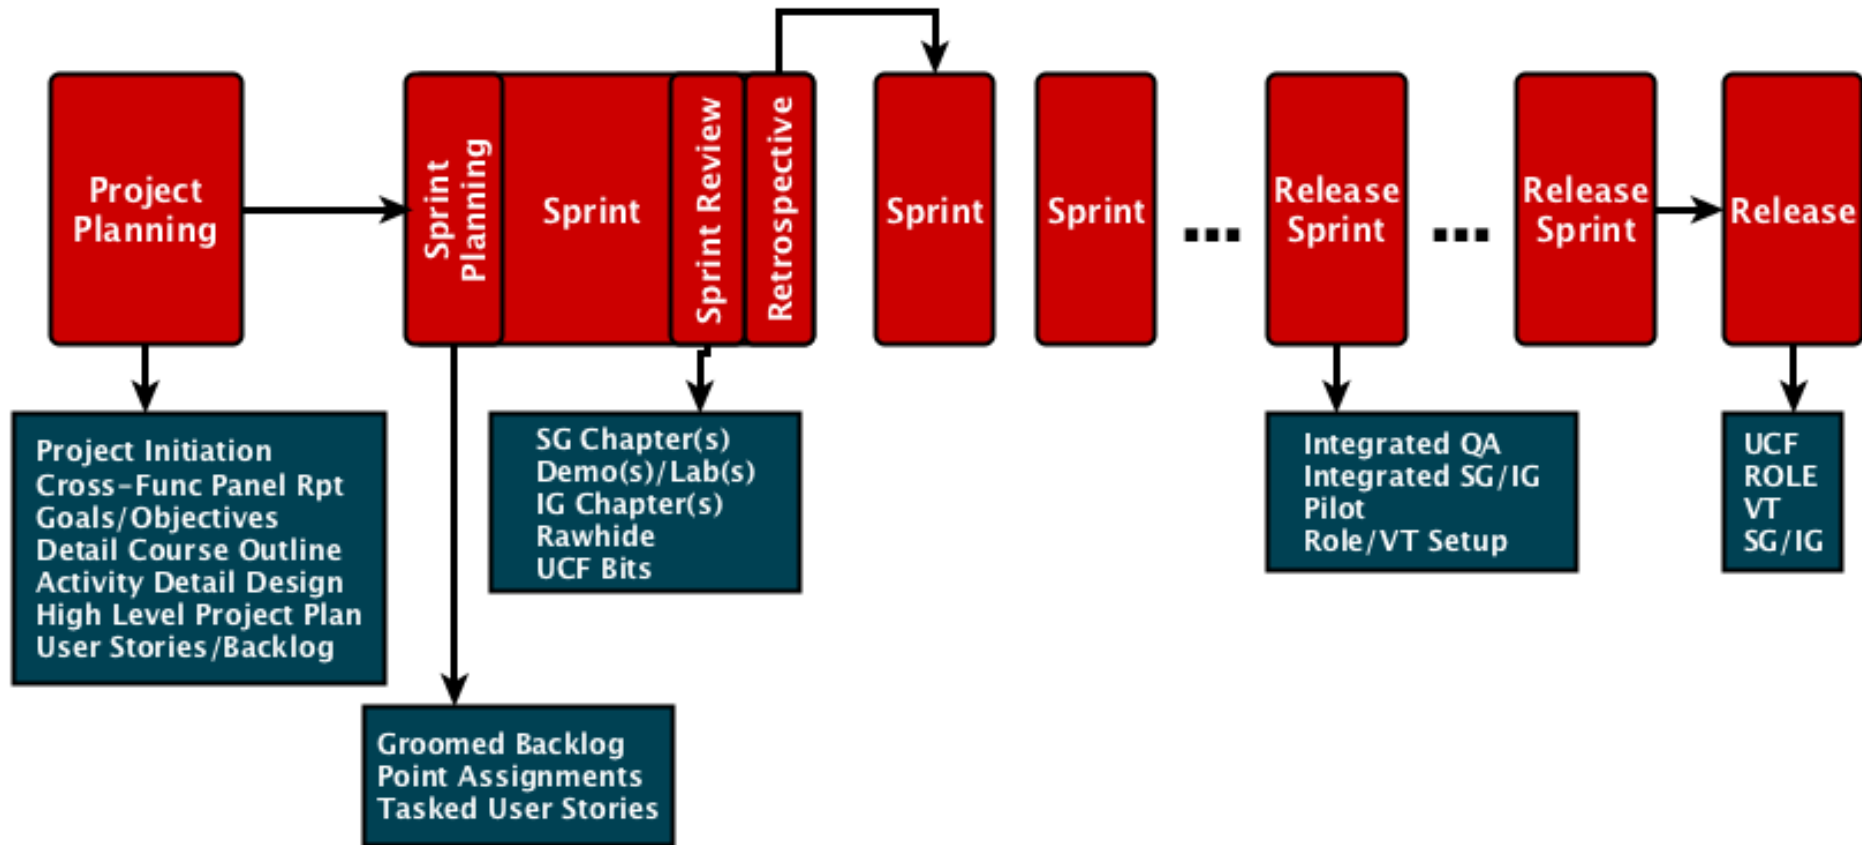 Project
Planning
Sprint
Planning
Sprint
Sprint Review
Retrospective
Sprint
Sprint
...
Release
Sprint
...
Release
Sprint
Release
Project Initiation
Cross-Func Panel Rpt
Goals/Objectives
Detail Course Outline
Activity Detail Design
High Level Project Plan
User Stories/Backlog
Groomed Backlog
Point Assignments
Tasked User Stories
SG Chapter(s)
Demo(s)/Lab(s)
IG Chapter(s)
Rawhide
UCF Bits
Integrated QA
Integrated SG/IG
Pilot
Role/VT Setup
UCF
ROLE
VT
SG/IG